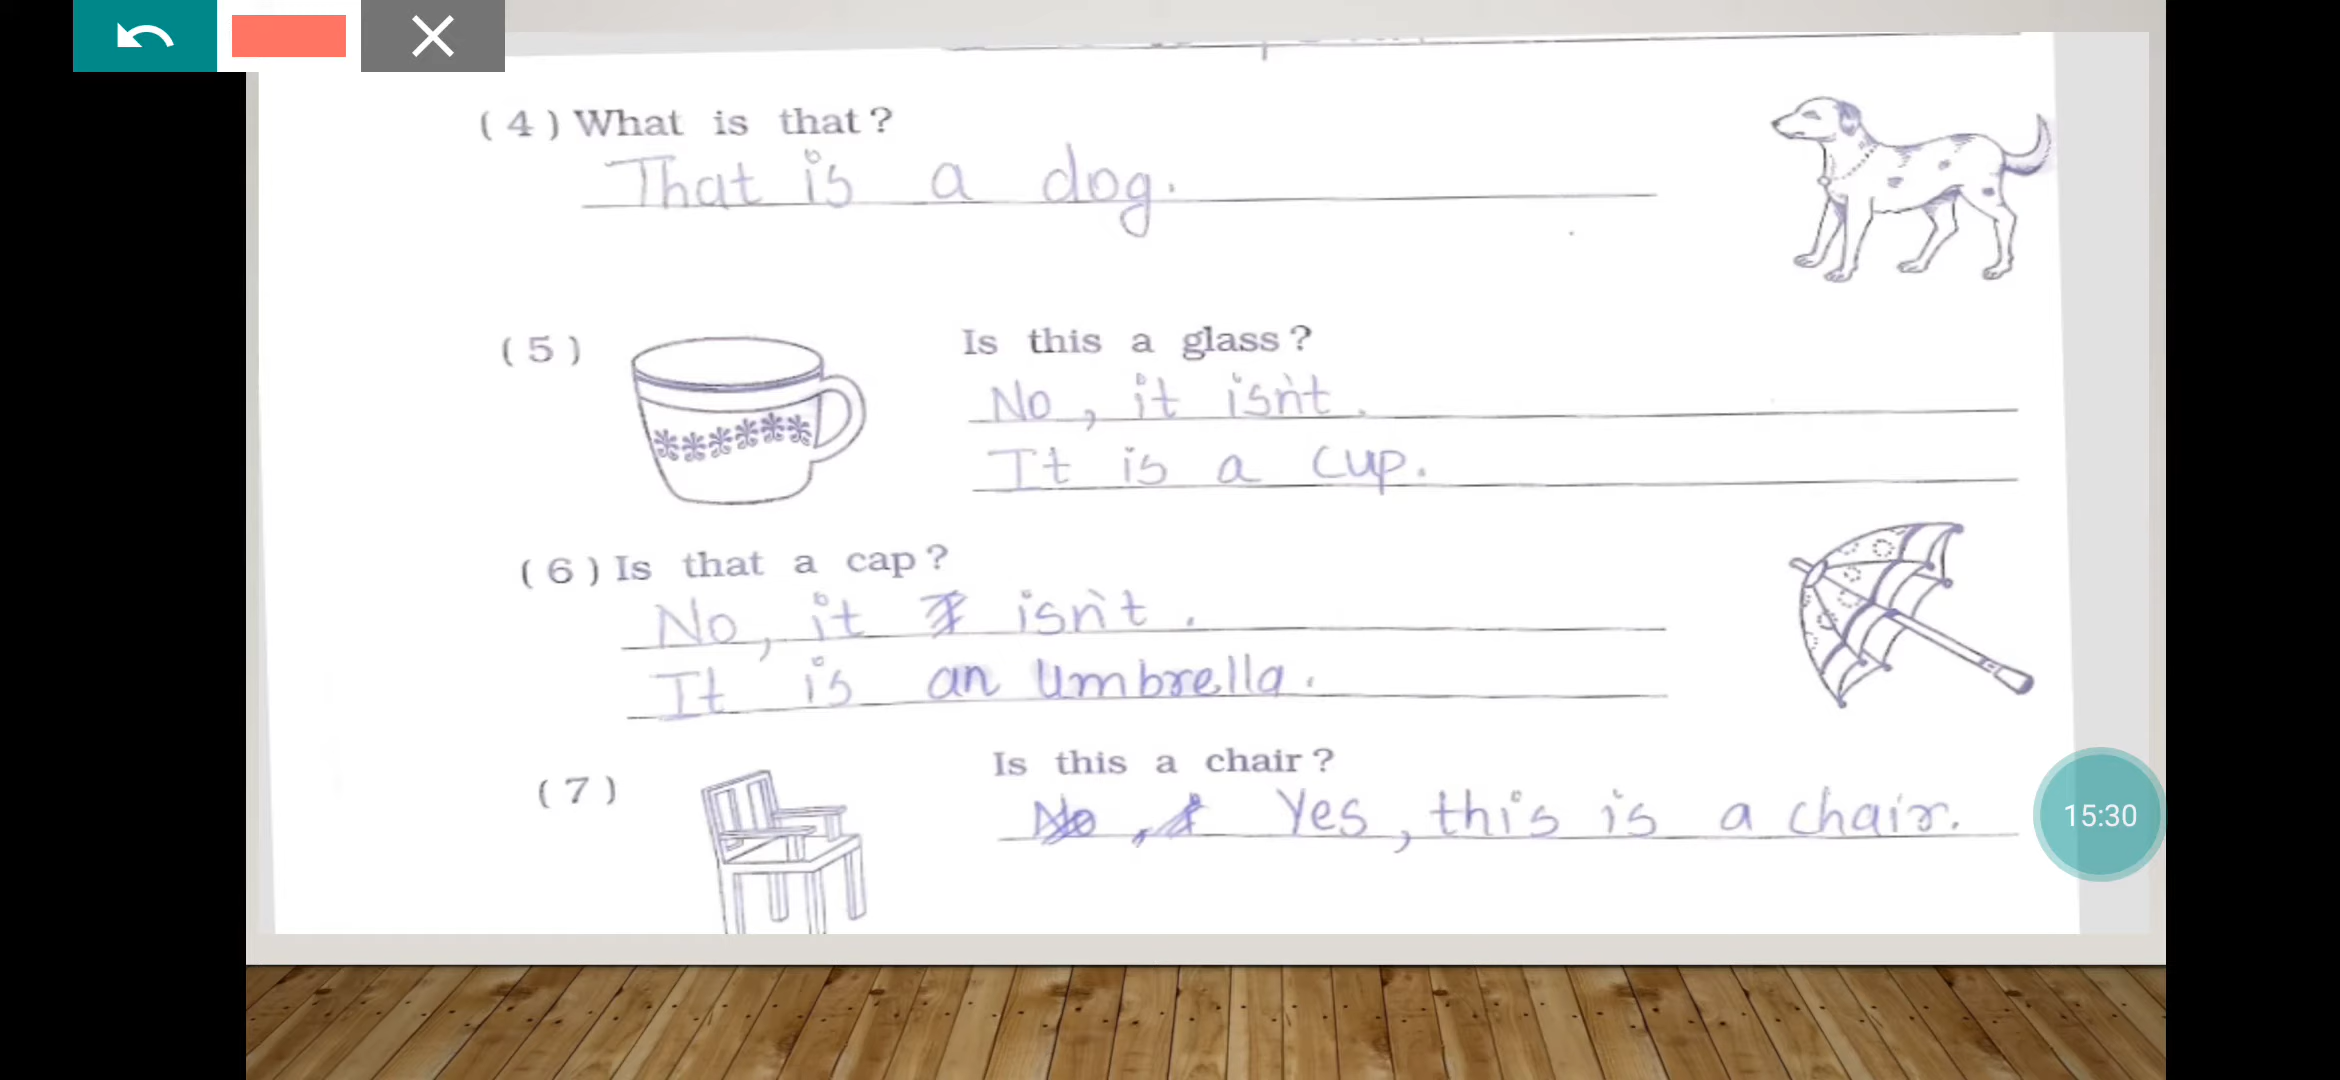 (4) What is that?
That is a dog.
(5)
Is this a glass?
No, it isn't.
It is a cup.
(6) Is that a cap?
No, it isn't.
It is an umbrella.
(7)
Is this a chair?
Yes, this is a chair.
15:30